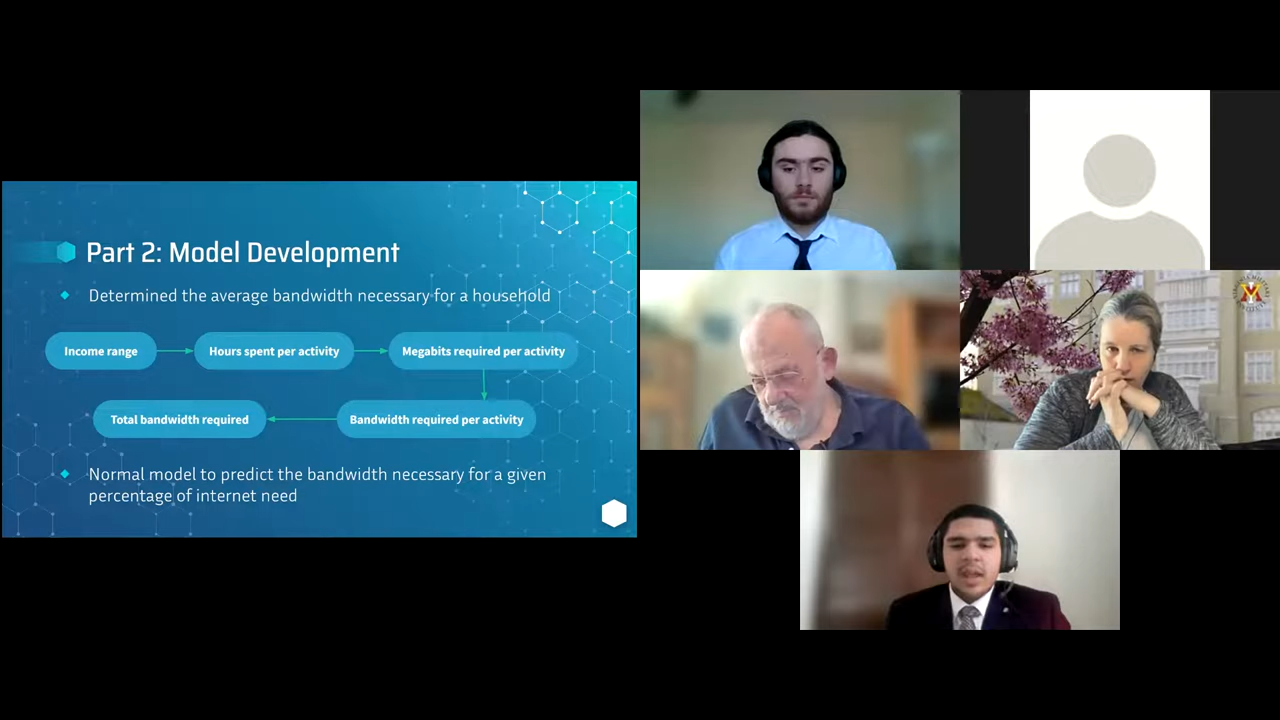 Part 2: Model Development
Determined the average bandwidth necessary for a household
Income range
Hours spent per activity
Megabits required per activity
Total bandwidth required
Bandwidth required per activity
Normal model to predict the bandwidth necessary for a given
percentage of internet need